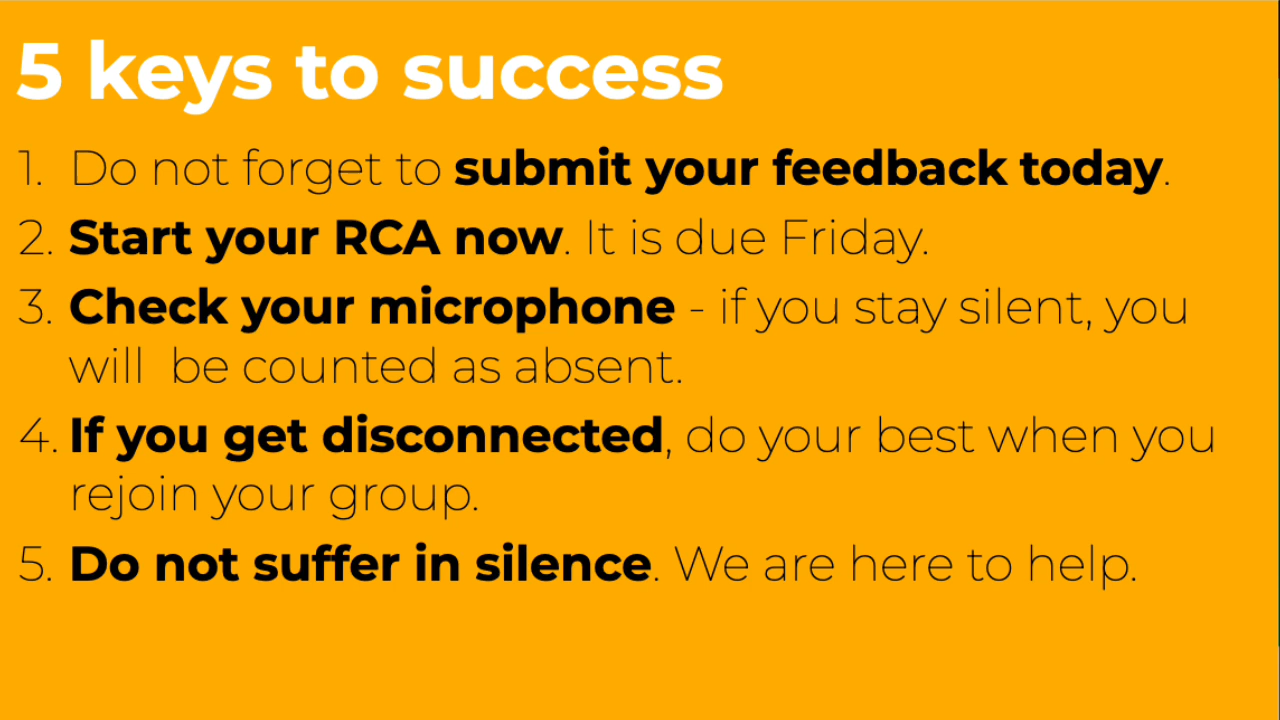 5 keys to success
1. Do not forget to submit your feedback today.
2. Start your RCA now. It is due Friday.
3. Check your microphone - if you stay silent, you
will  be counted as absent.
4. If you get disconnected, do your best when you
rejoin your group.
5. Do not suffer in silence. We are here to help.